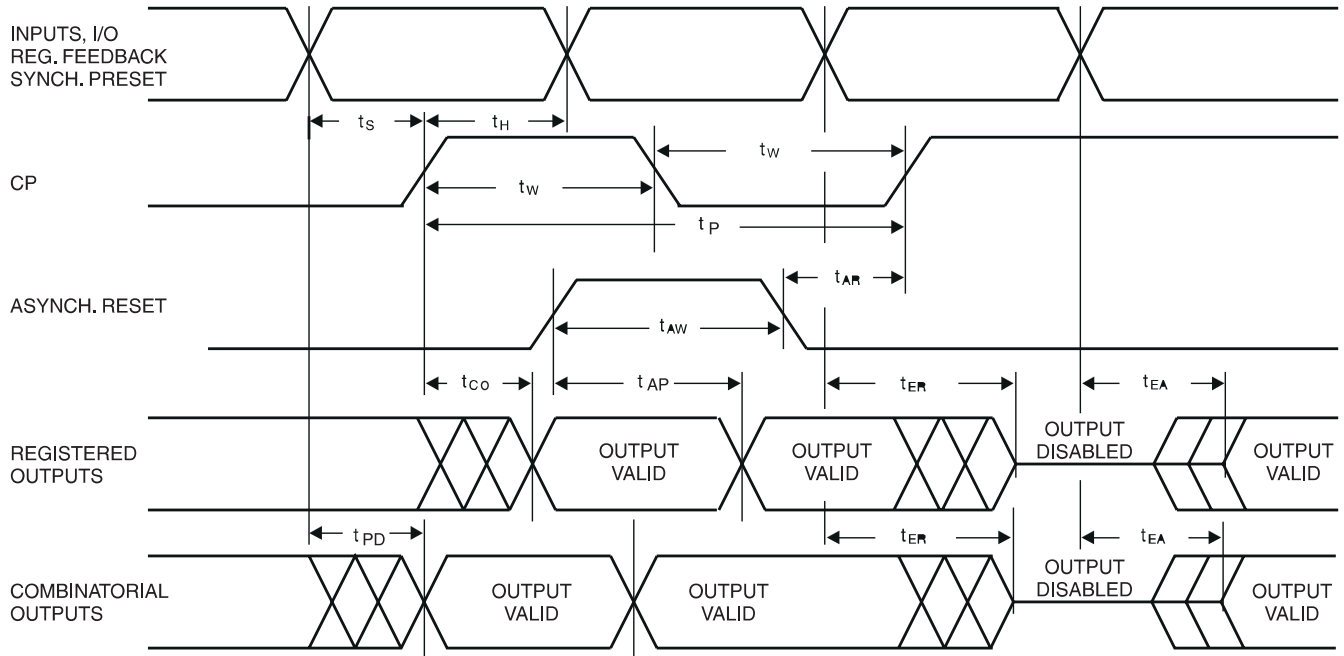 INPUTS, I/O
REG. FEEDBACK
SYNCH. PRESET
tS
tH
CP
tW
tW
tP
ASYNCH. RESET
tAR
tAW
tCO
tAP
tER
tEA
REGISTERED
OUTPUTS
OUTPUT
VALID
OUTPUT
VALID
OUTPUT
DISABLED
OUTPUT
VALID
tPD
tER
tEA
COMBINATORIAL
OUTPUTS
OUTPUT
VALID
OUTPUT
VALID
OUTPUT
DISABLED
OUTPUT
VALID